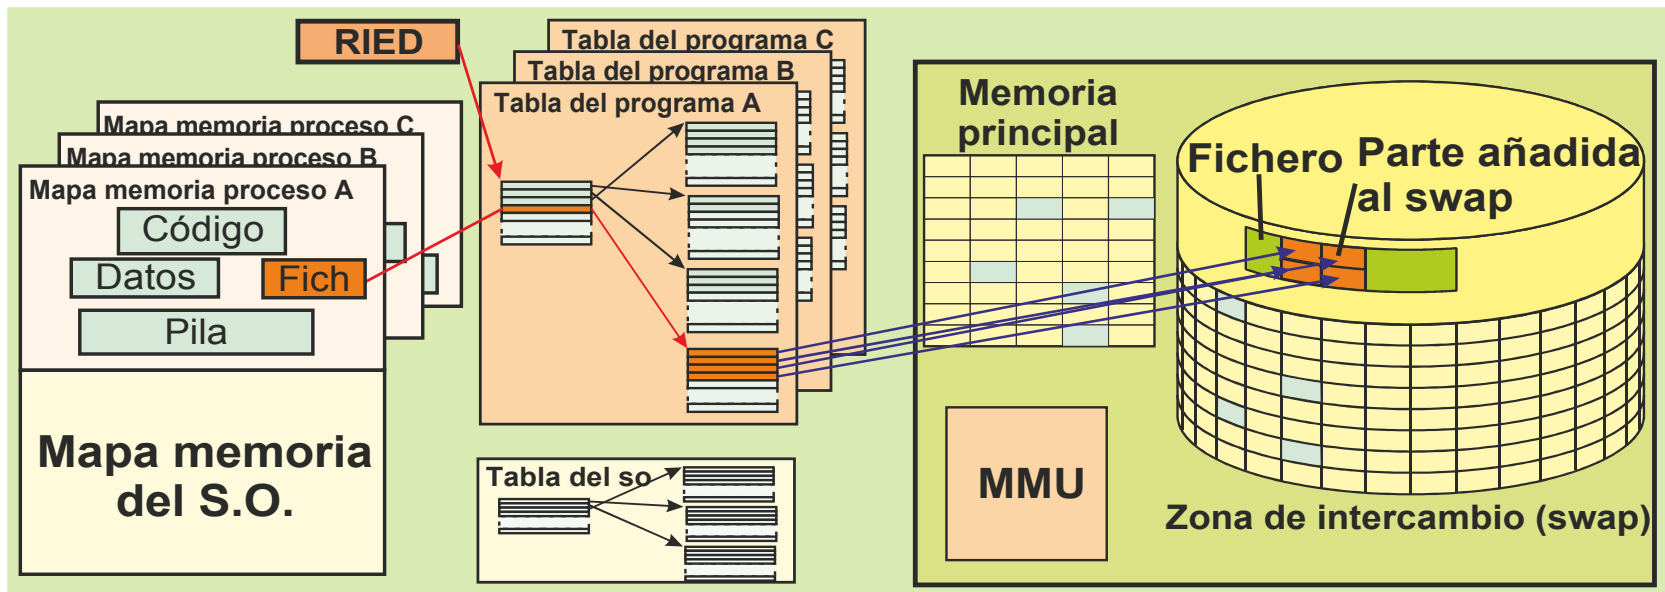 RIED
Tabla del programa C
Tabla del programa B
Tabla del programa A
Mapa memoria proceso C
Mapa memoria proceso B
Mapa memoria proceso A
Código
Datos
Fich
Pila
Mapa memoria
del S.O.
Tabla del so
Memoria
principal
MMU
Fichero
Parte añadida
al swap
Zona de intercambio (swap)